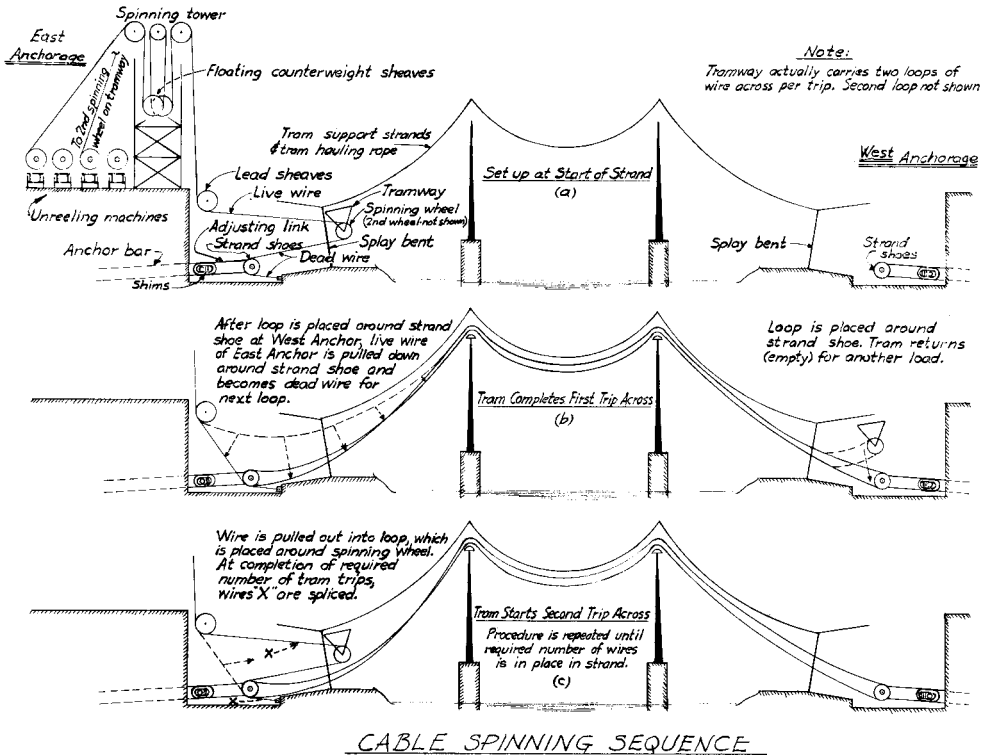 Spinning tower
East
Anchorage
To 2nd spinning
wheel on tramway
Floating counterweight sheaves
Note:
Tramway actually carries two loops of
wire across per trip. Second loop not shown
Tram support strands
& tram hauling rope
Set up at Start of Strand
(a)
West Anchorage
Lead sheaves
Live wire
Tramway
Spinning wheel
(2nd wheel-not shown)
Unreeling machines
Adjusting link
Strand shoes
Splay bent
Dead wire
Anchor bar
Shims
Splay bent
Strand
shoes
After loop is placed around strand
shoe at West Anchor, live wire
of East Anchor is pulled down
around strand shoe and
becomes dead wire for
next loop.
Tram Completes First Trip Across
(b)
Loop is placed around
strand shoe. Tram returns
(empty) for another load.
Wire is pulled out into loop, which
is placed around spinning wheel.
At completion of required
number of tram trips,
wires "X" are spliced.
X
X
Tram Starts Second Trip Across
Procedure is repeated until
required number of wires
is in place in strand.
(c)
CABLE SPINNING SEQUENCE